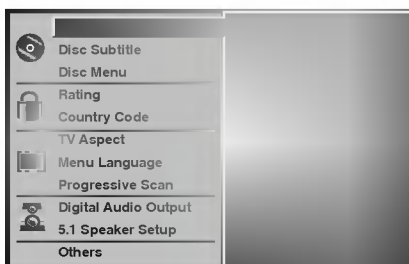 Disc Subtitle
Disc Menu
Rating
Country Code
TV Aspect
Menu Language
Progressive Scan
Digital Audio Output
5.1 Speaker Setup
Others